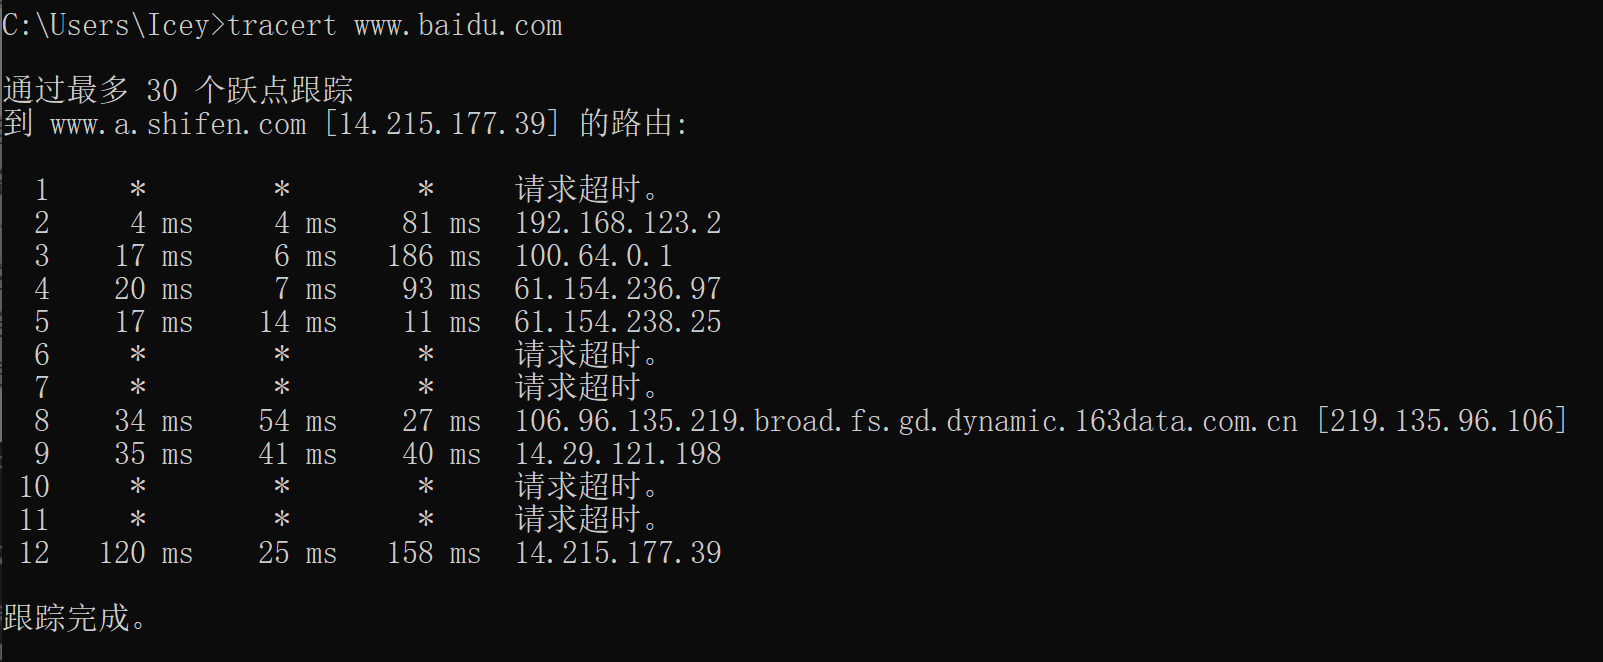 C:\Users\Icey>tracert www.baidu.com
通过最多 30 个跃点跟踪
到 www.a.shifen.com [14.215.177.39] 的路由:
1 * * * 请求超时。
2 4 ms 4 ms 81 ms 192.168.123.2
3 17 ms 6 ms 186 ms 100.64.0.1
4 20 ms 7 ms 93 ms 61.154.236.97
5 17 ms 14 ms 11 ms 61.154.238.25
6 * * * 请求超时。
7 * * * 请求超时。
8 34 ms 54 ms 27 ms 106.96.135.219.broad.fs.gd.dynamic.163data.com.cn [219.135.96.106]
9 35 ms 41 ms 40 ms 14.29.121.198
10 * * * 请求超时。
11 * * * 请求超时。
12 120 ms 25 ms 158 ms 14.215.177.39
跟踪完成。